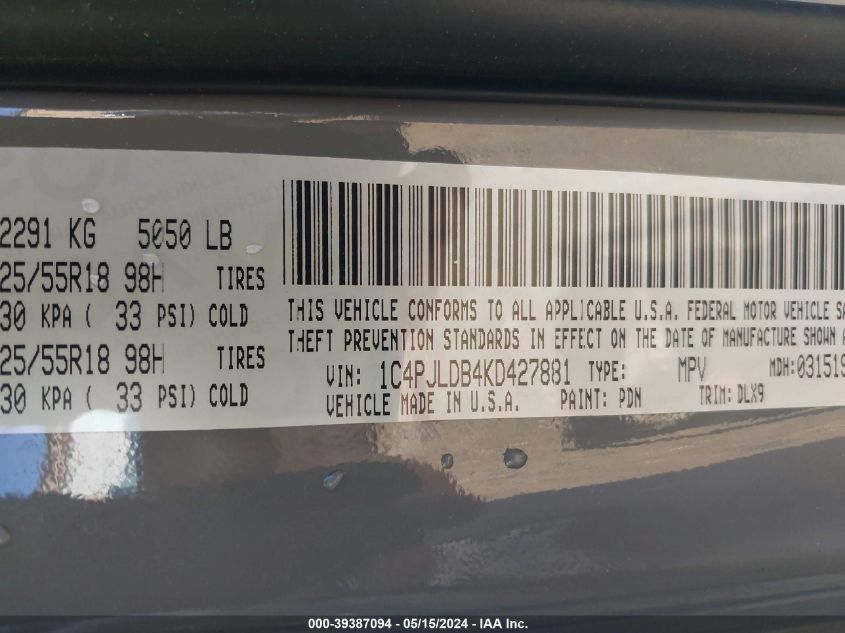 2291 KG 5050 LB
25/55R18 98H TIRES
30 KPA ( 33 PSI) COLD
25/55R18 98H TIRES
30 KPA ( 33 PSI) COLD
THIS VEHICLE CONFORMS TO ALL APPLICABLE U.S.A. FEDERAL MOTOR VEHICLE SA
THEFT PREVENTION STANDARDS IN EFFECT ON THE DATE OF MANUFACTURE SHOWN A
VIN: 1C4PJLDB4KD427881 TYPE: MPV MDH:031519
VEHICLE MADE IN U.S.A. PAINT: PDN TRIM: DLX9
000-39387094 - 05/15/2024 - IAA Inc.